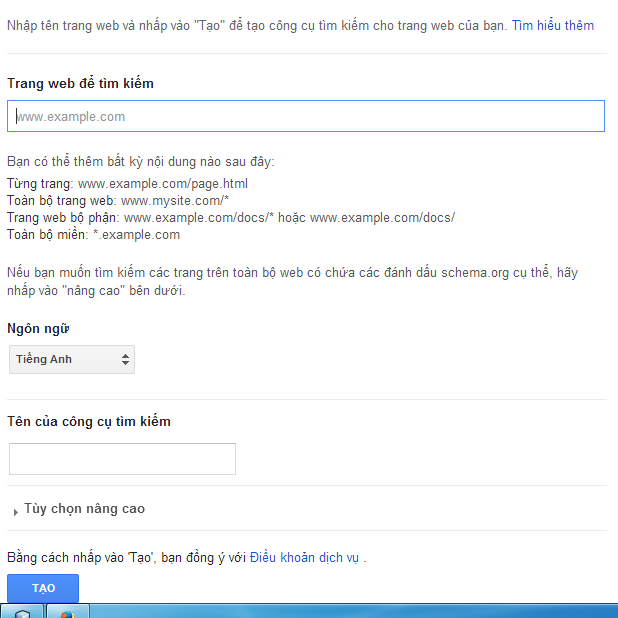 Nhập tên trang web và nhấp vào "Tạo" để tạo công cụ tìm kiếm cho trang web của bạn. Tìm hiểu thêm
Trang web để tìm kiếm
www.example.com
Bạn có thể thêm bất kỳ nội dung nào sau đây:
Từng trang: www.example.com/page.html
Toàn bộ trang web: www.mysite.com/*
Trang web bộ phận: www.example.com/docs/* hoặc www.example.com/docs/
Toàn bộ miền: *.example.com
Nếu bạn muốn tìm kiếm các trang trên toàn bộ web có chứa các đánh dấu schema.org cụ thể, hãy
nhấp vào "nâng cao" bên dưới.
Ngôn ngữ
Tiếng Anh
Tên của công cụ tìm kiếm
Tùy chọn nâng cao
Bằng cách nhấp vào 'Tạo', bạn đồng ý với Điều khoản dịch vụ .
TẠO